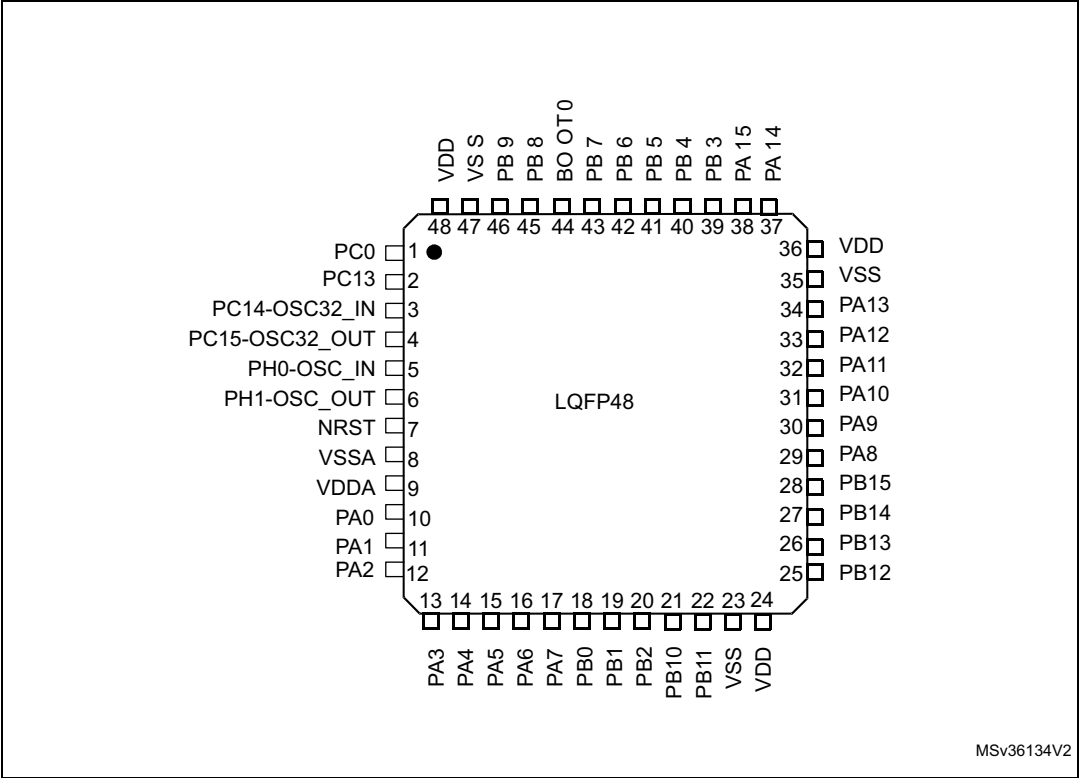 VDD
VS S
PB 9
PB 8
BO OT 0
PB 7
PB 6
PB 5
PB 4
PB 3
PA 15
PA 14
48 47 46 45 44 43 42 41 40 39 38 37
PC0 1
PC13 2
PC14-OSC32_IN 3
PC15-OSC32_OUT 4
PH0-OSC_IN 5
PH1-OSC_OUT 6
NRST 7
VSSA 8
VDDA 9
PA0 10
PA1 11
PA2 12
LQFP48
36 VDD
35 VSS
34 PA13
33 PA12
32 PA11
31 PA10
30 PA9
29 PA8
28 PB15
27 PB14
26 PB13
25 PB12
13 14 15 16 17 18 19 20 21 22 23 24
PA3
PA4
PA5
PA6
PA7
PB0
PB1
PB2
PB10
PB11
VSS
VDD
MSv36134V2